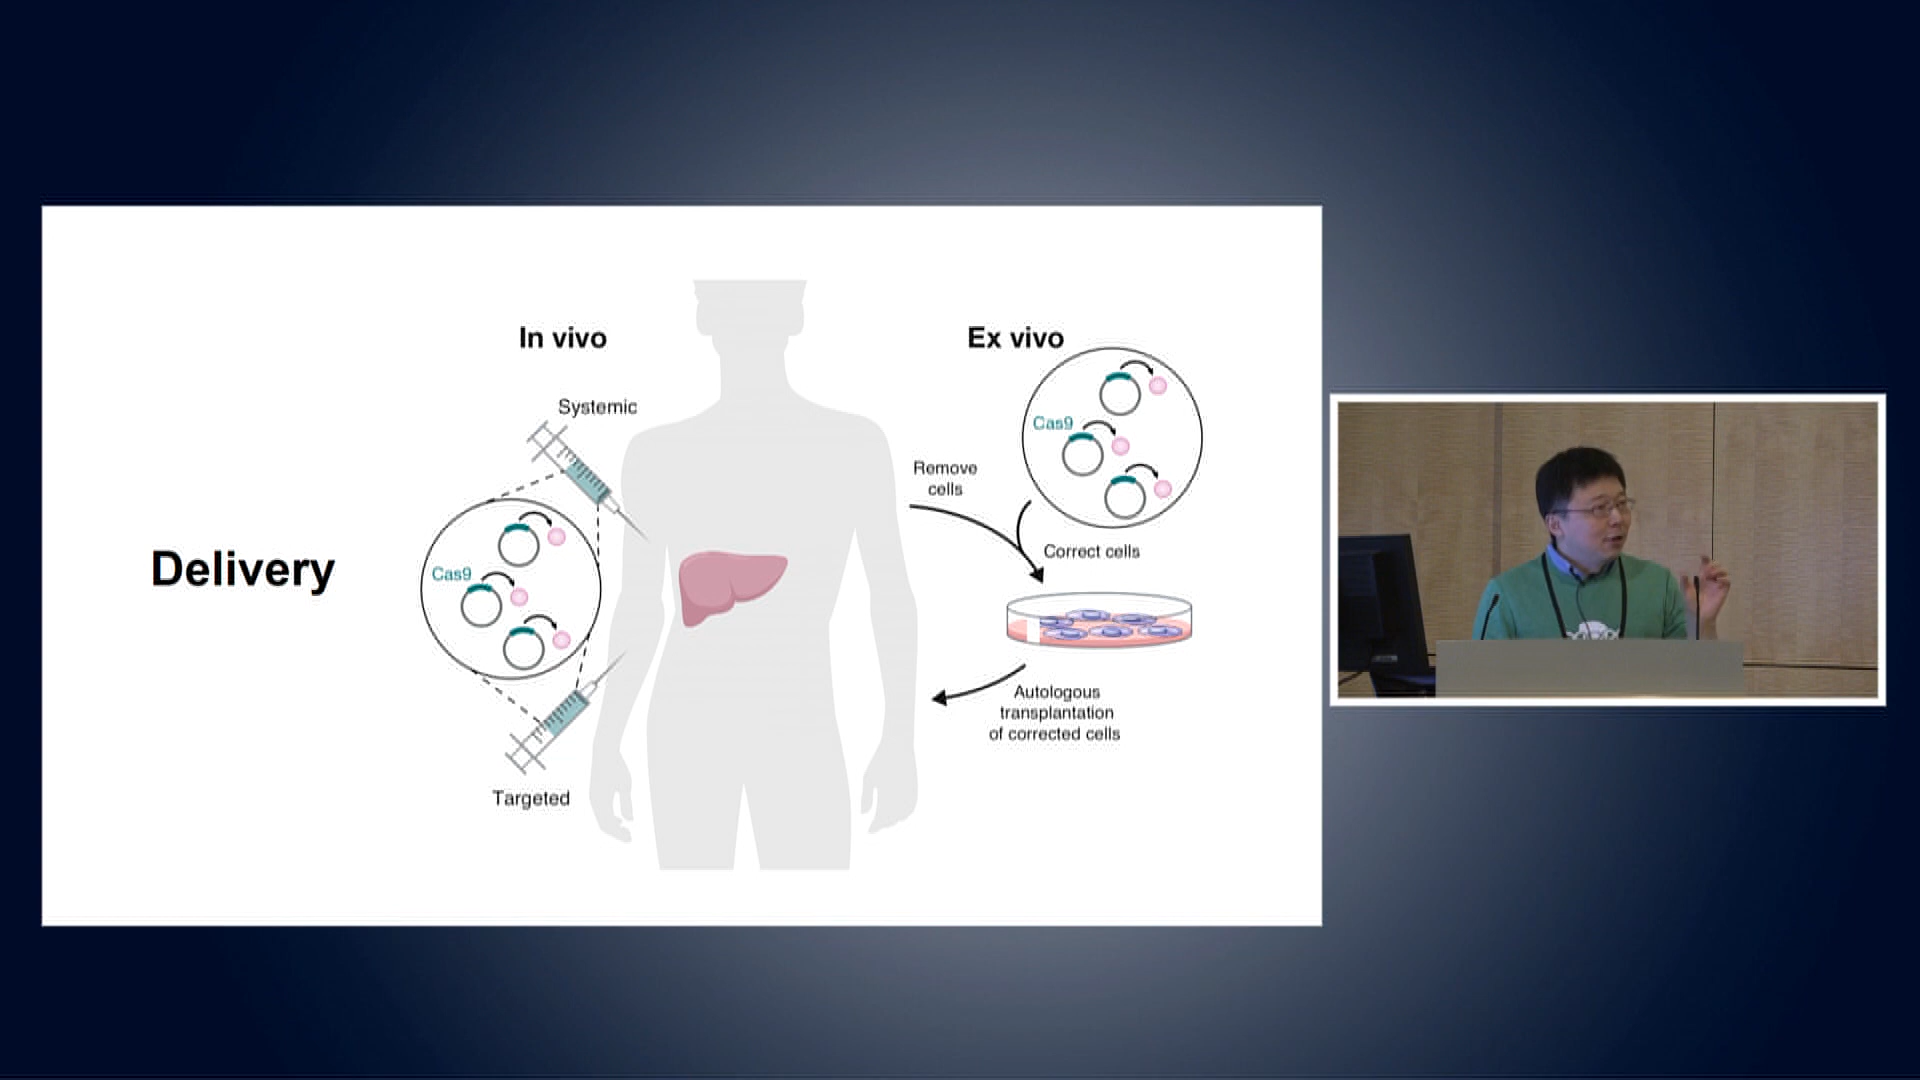 Delivery
In vivo
Systemic
Cas9
Targeted
Ex vivo
Cas9
Remove
cells
Correct cells
Autologous
transplantation
of corrected cells